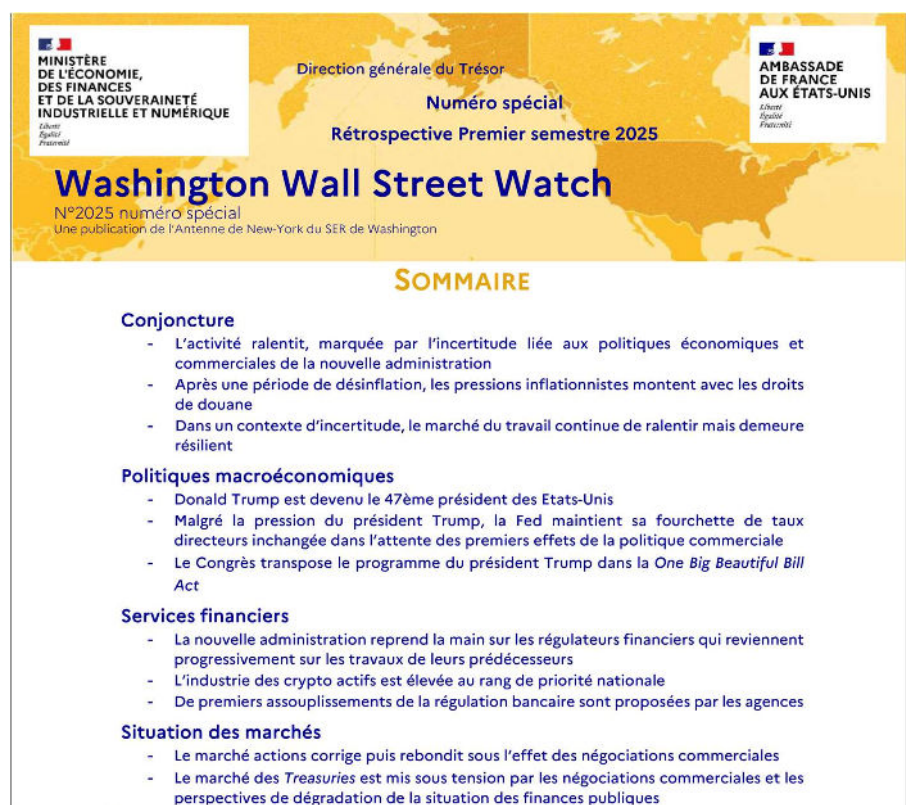 MINISTÈRE
DE L'ÉCONOMIE,
DES FINANCES
ET DE LA SOUVERAINETÉ
INDUSTRIELLE ET NUMÉRIQUE
Liberté
Égalité
Fraternité
Direction générale du Trésor
Numéro spécial
Rétrospective Premier semestre 2025
AMBASSADE
DE FRANCE
AUX ÉTATS-UNIS
Liberté
Égalité
Fraternité
Washington Wall Street Watch
N°2025 numéro spécial
Une publication de l'Antenne de New-York du SER de Washington
SOMMAIRE
Conjoncture
- L'activité ralentit, marquée par l'incertitude liée aux politiques économiques et
commerciales de la nouvelle administration
- Après une période de désinflation, les pressions inflationnistes montent avec les droits
de douane
- Dans un contexte d'incertitude, le marché du travail continue de ralentir mais demeure
résilient
Politiques macroéconomiques
- Donald Trump est devenu le 47ème président des Etats-Unis
- Malgré la pression du président Trump, la Fed maintient sa fourchette de taux
directeurs inchangée dans l'attente des premiers effets de la politique commerciale
- Le Congrès transpose le programme du président Trump dans la One Big Beautiful Bill
Act
Services financiers
- La nouvelle administration reprend la main sur les régulateurs financiers qui reviennent
progressivement sur les travaux de leurs prédécesseurs
- L'industrie des crypto actifs est élevée au rang de priorité nationale
- De premiers assouplissements de la régulation bancaire sont proposées par les agences
Situation des marchés
- Le marché actions corrige puis rebondit sous l'effet des négociations commerciales
- Le marché des Treasuries est mis sous tension par les négociations commerciales et les
perspectives de dégradation de la situation des finances publiques